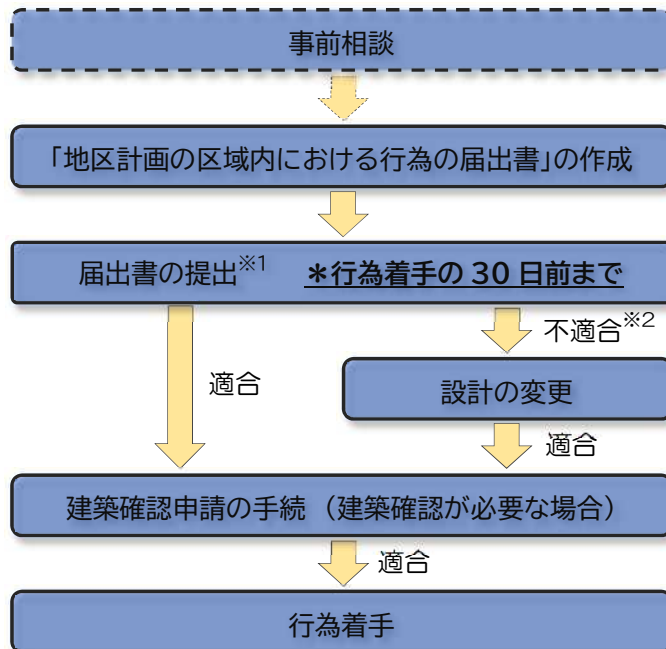 事前相談
「地区計画の区域内における行為の届出書」の作成
届出書の提出※1　＊行為着手の 30 日前まで
不適合※2
適合
設計の変更
適合
建築確認申請の手続（建築確認が必要な場合）
適合
行為着手